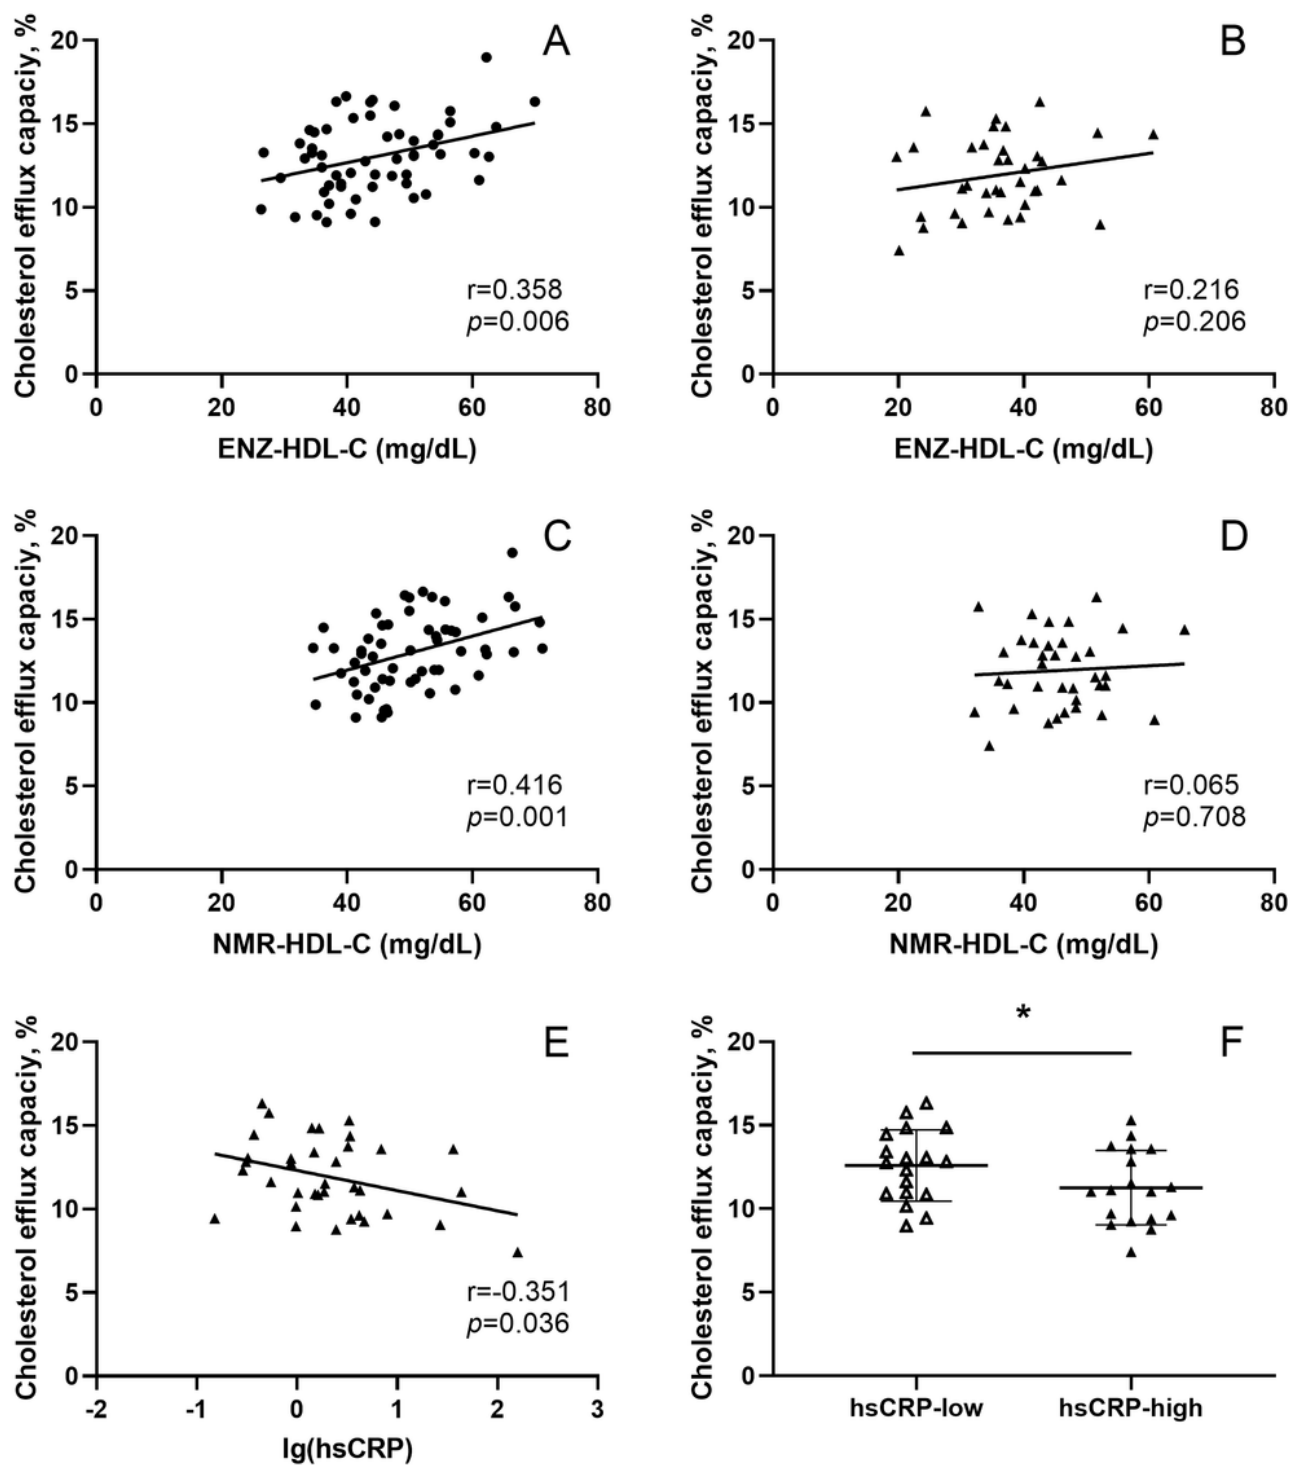 A
Cholesterol efflux capaciy, %
20
15
10
5
0
0 20 40 60 80
r=0.358
p=0.006
ENZ-HDL-C (mg/dL)
B
Cholesterol efflux capaciy, %
20
15
10
5
0
0 20 40 60 80
r=0.216
p=0.206
ENZ-HDL-C (mg/dL)
C
Cholesterol efflux capaciy, %
20
15
10
5
0
0 20 40 60 80
r=0.416
p=0.001
NMR-HDL-C (mg/dL)
D
Cholesterol efflux capaciy, %
20
15
10
5
0
0 20 40 60 80
r=0.065
p=0.708
NMR-HDL-C (mg/dL)
E
Cholesterol efflux capaciy, %
20
15
10
5
0
-2 -1 0 1 2 3
r=-0.351
p=0.036
lg(hsCRP)
F
Cholesterol efflux capaciy, %
20
15
10
5
0
*
hsCRP-low hsCRP-high